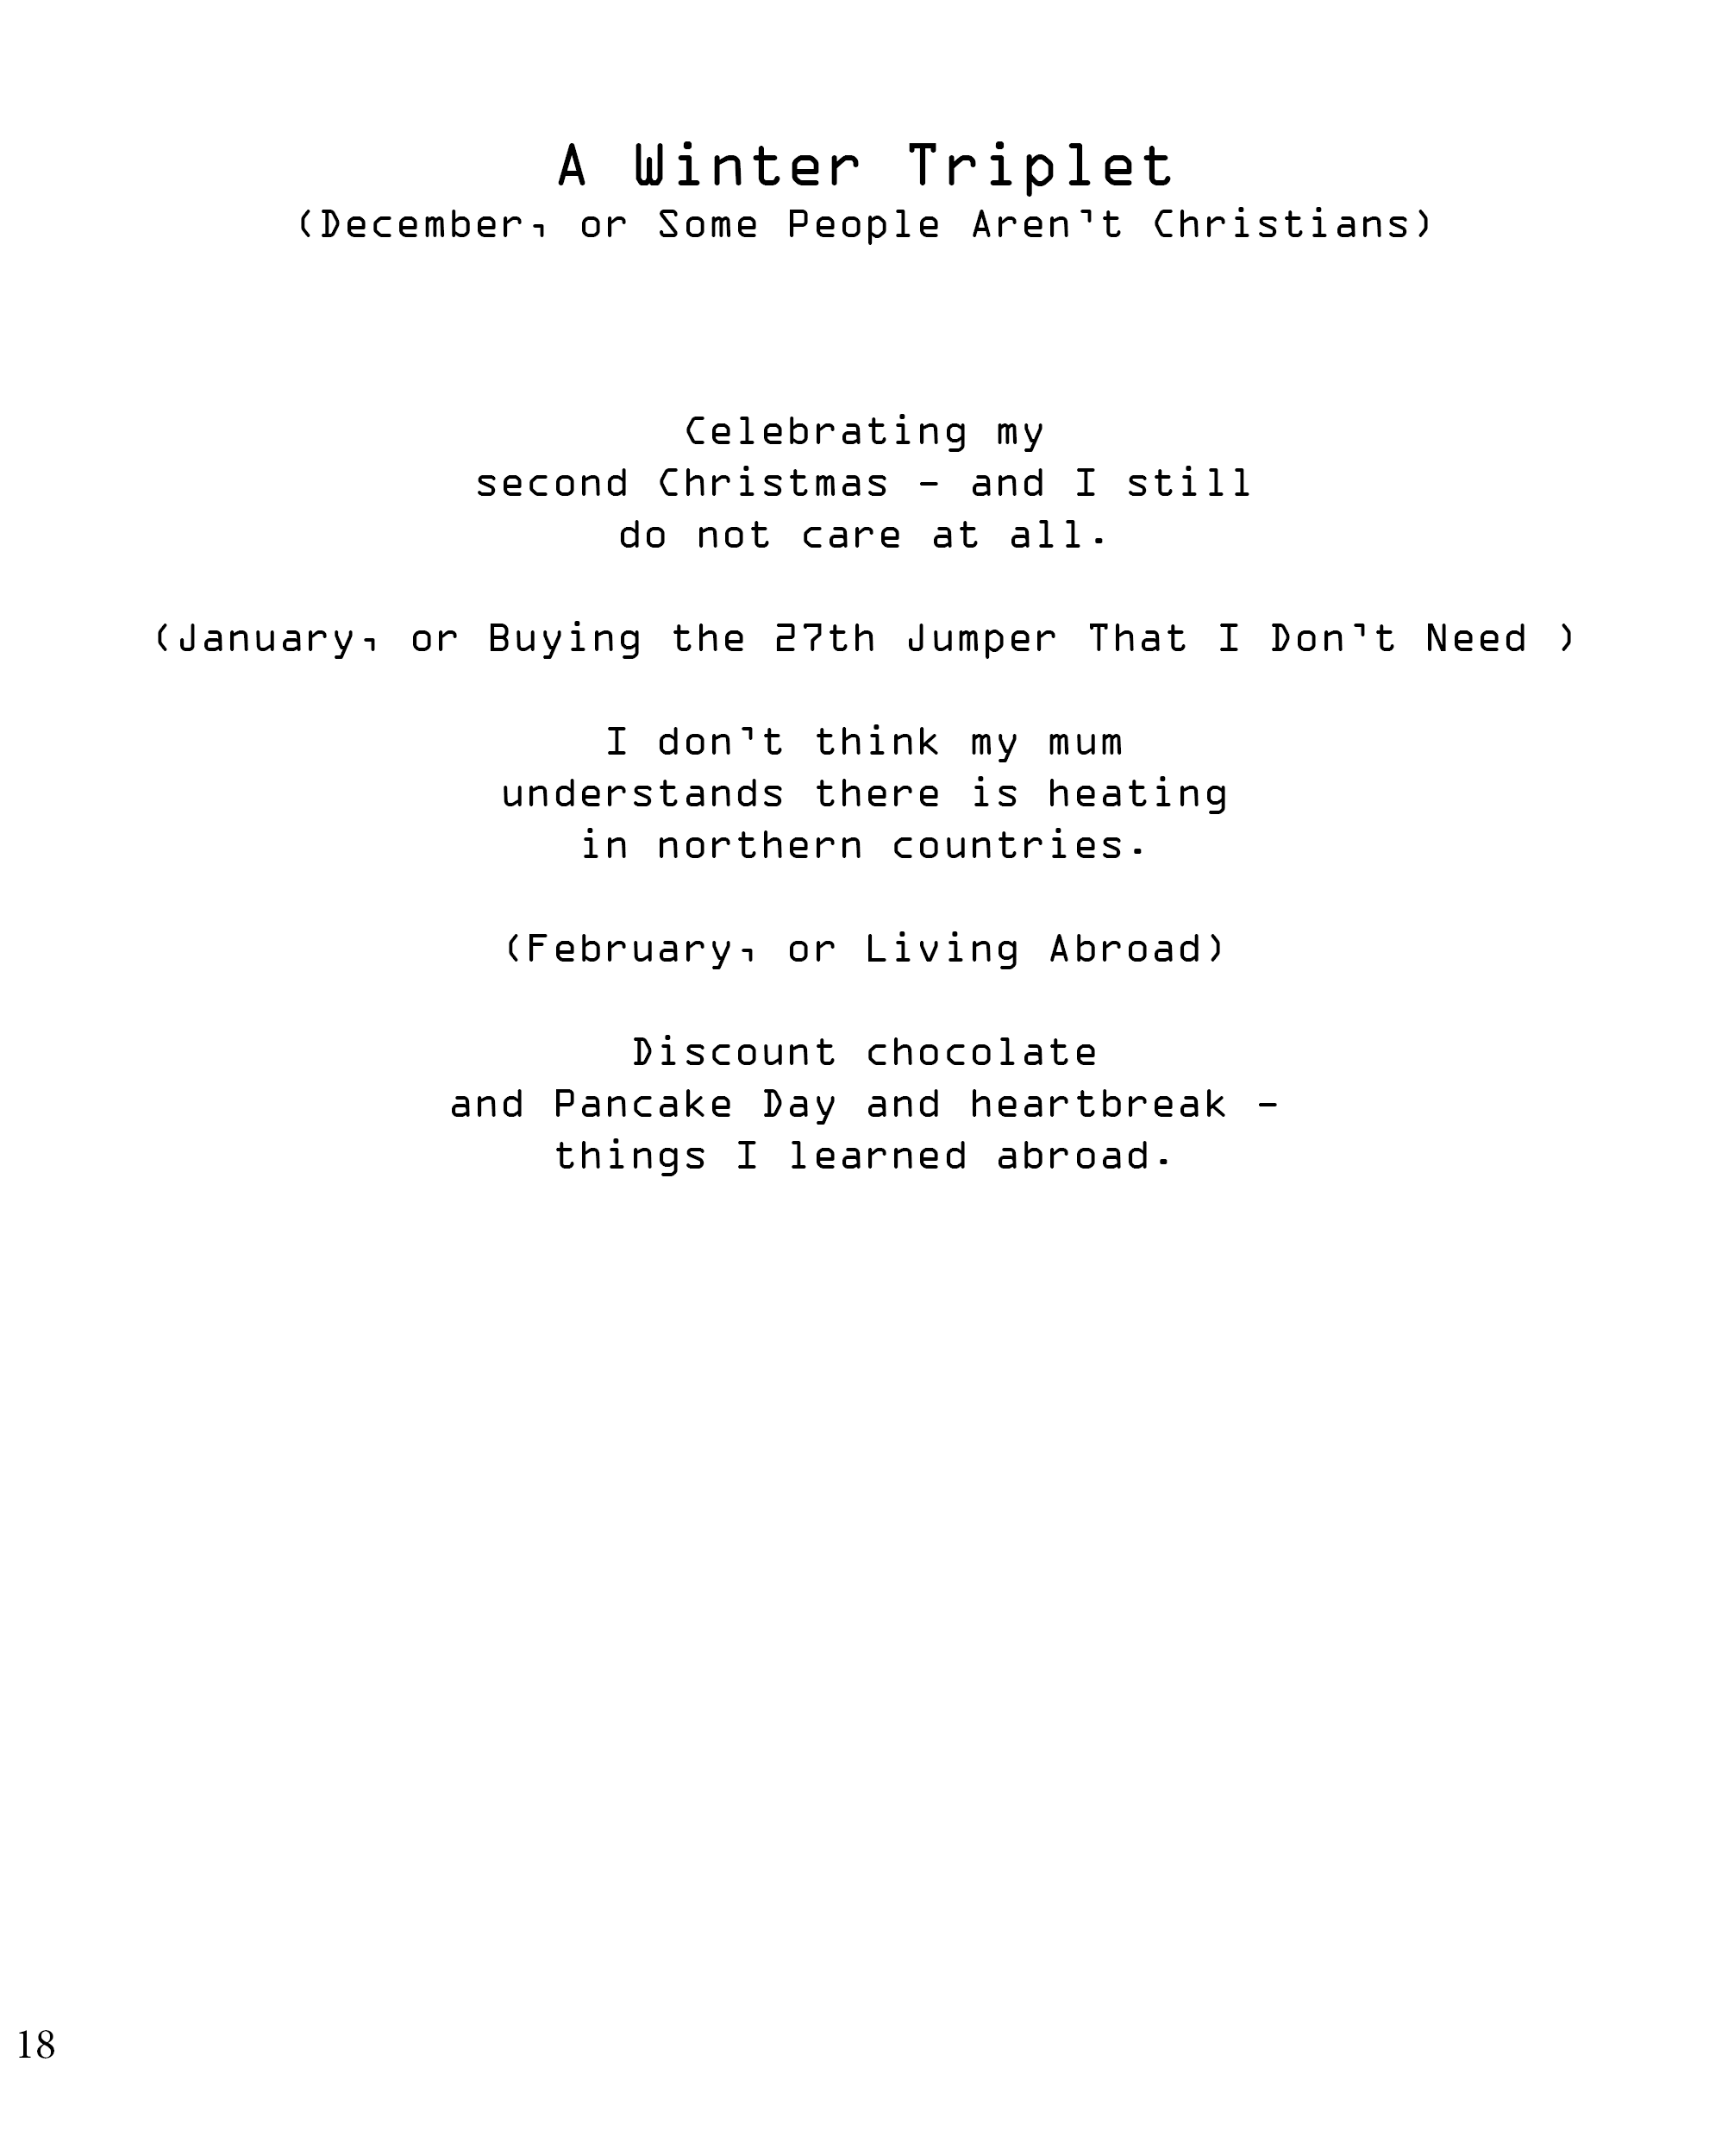 A Winter Triplet
(December, or Some People Aren't Christians)
Celebrating my
second Christmas - and I still
do not care at all.
(January, or Buying the 27th Jumper That I Don't Need )
I don't think my mum
understands there is heating
in northern countries.
(February, or Living Abroad)
Discount chocolate
and Pancake Day and heartbreak -
things I learned abroad.
18